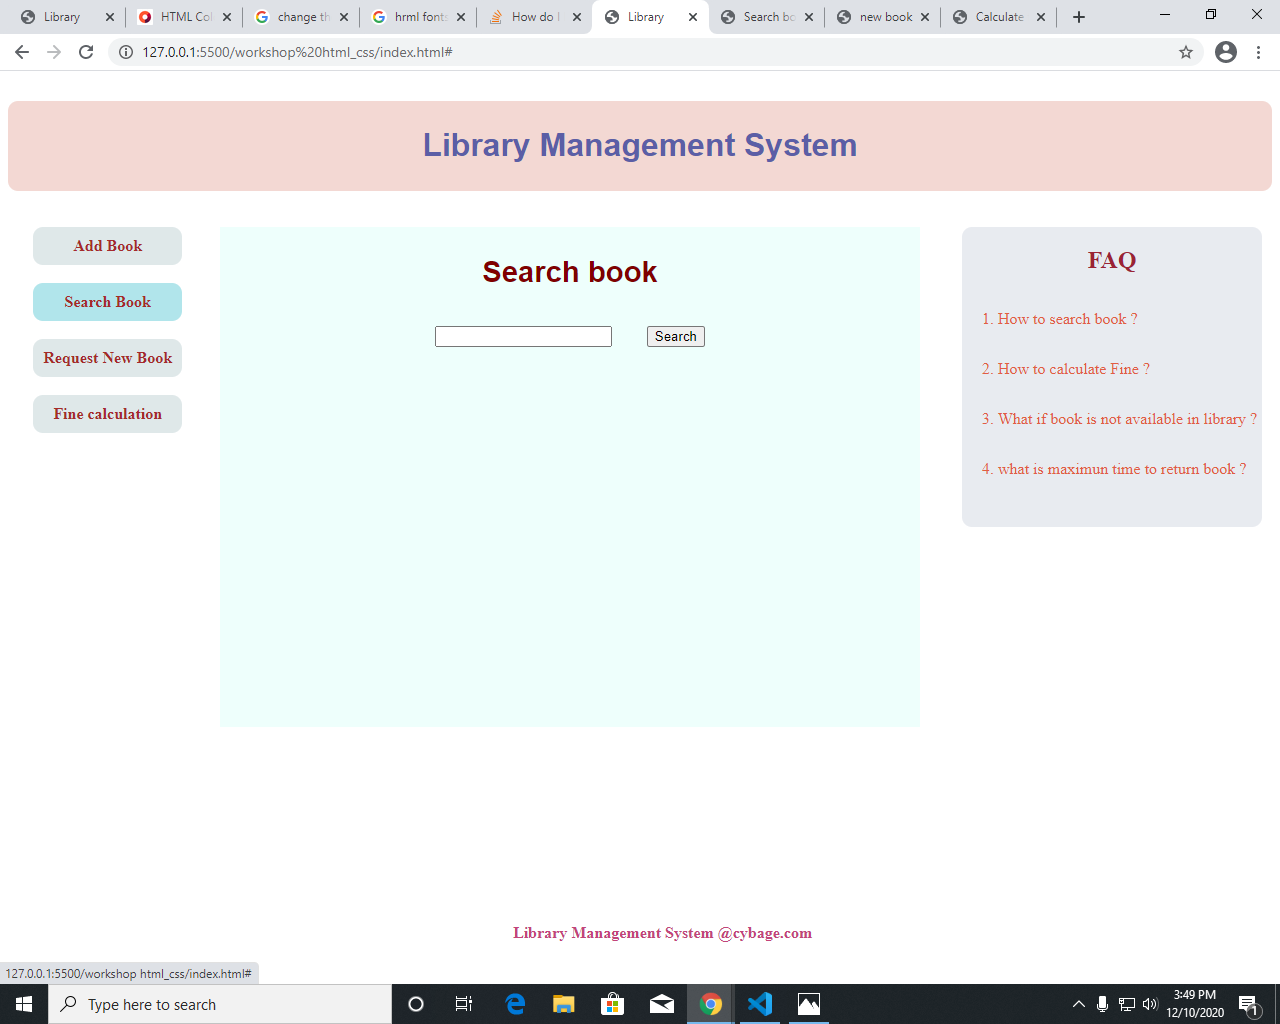 Library
HTML Col
change th
hrml fonts
How do I
Library
Search bo
new book
Calculate
127.0.0.1:5500/workshop%20html_css/index.html#
Library Management System
Add Book
Search Book
Request New Book
Fine calculation
Search book
Search
FAQ
1. How to search book ?
2. How to calculate Fine ?
3. What if book is not available in library ?
4. what is maximun time to return book ?
Library Management System @cybage.com
127.0.0.1:5500/workshop html_css/index.html#
Type here to search
3:49 PM
12/10/2020
1